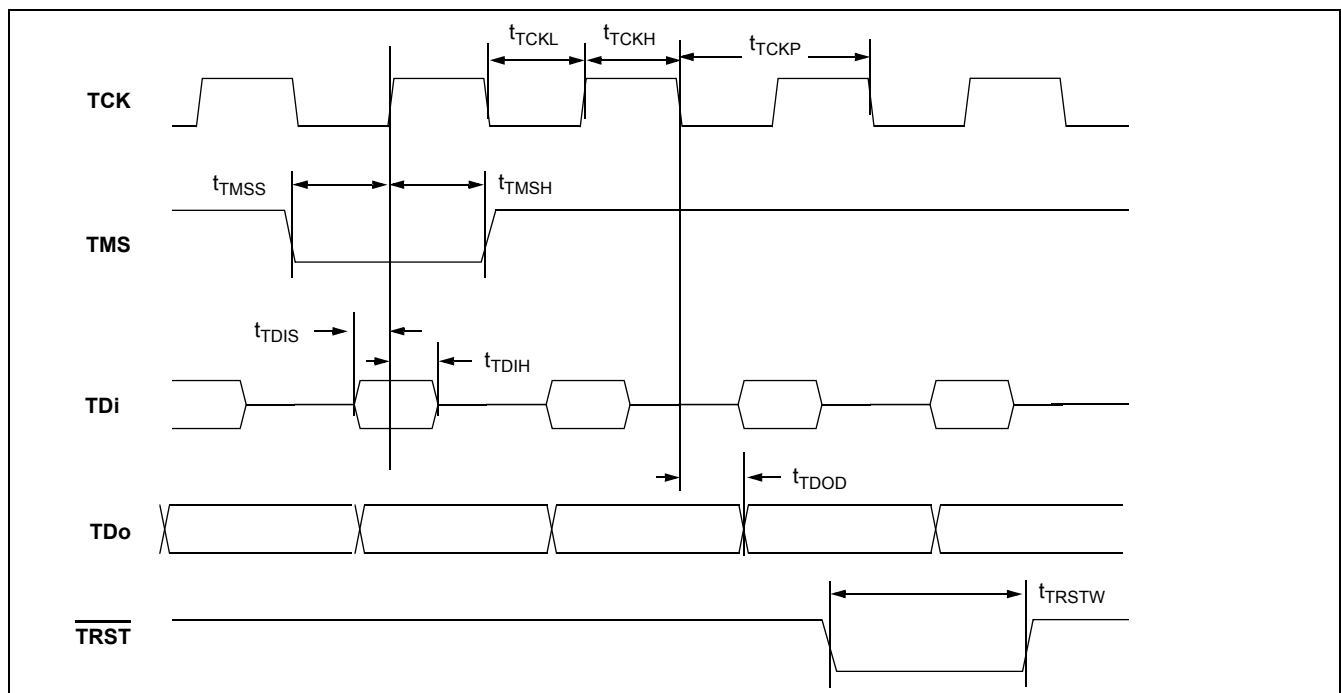 tTCKL tTCKH tTCKP
TCK
tTMSS tTMSH
TMS
tTDIS
tTDIH
TDi
tTDOD
TDo
tTRSTW
TRST